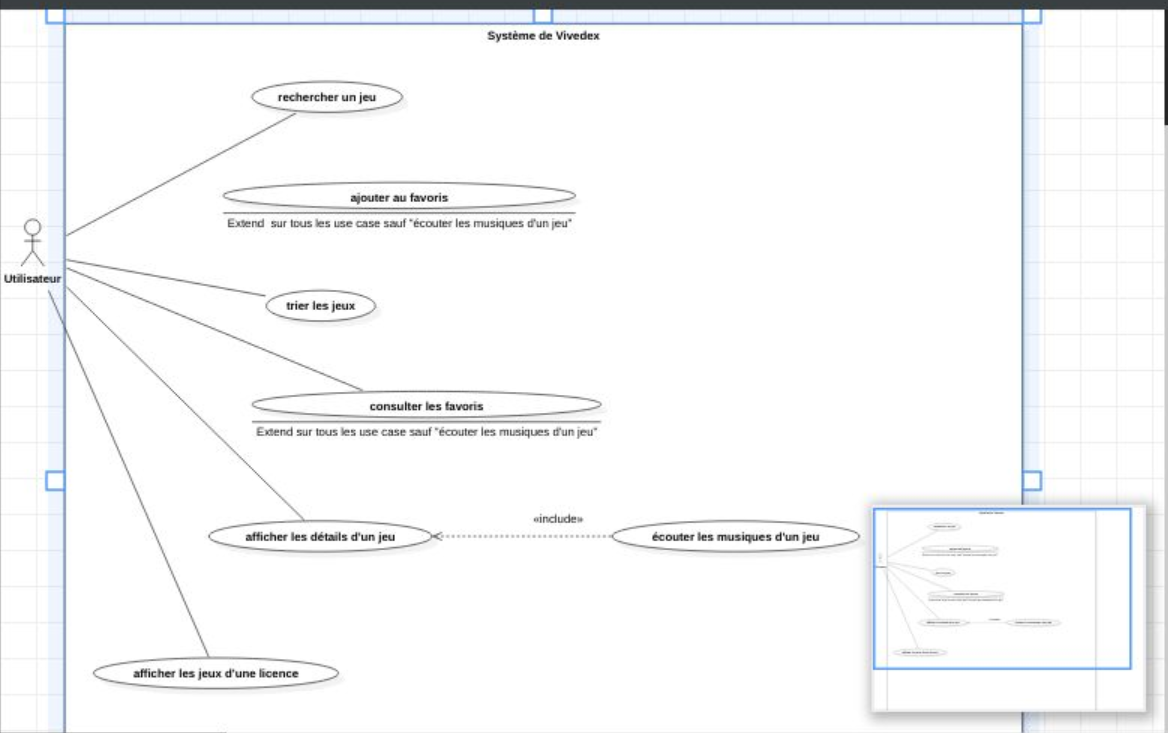 Système de Vivedex
rechercher un jeu
ajouter au favoris
Extend  sur tous les use case sauf "écouter les musiques d'un jeu"
Utilisateur
trier les jeux
consulter les favoris
Extend sur tous les use case sauf "écouter les musiques d'un jeu"
«include»
afficher les détails d'un jeu
écouter les musiques d'un jeu
afficher les jeux d'une licence